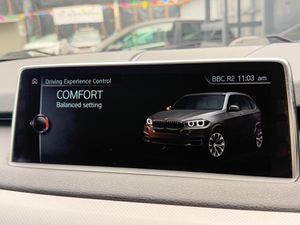 Driving Experience Control
BBC R2 11:03 am
COMFORT
Balanced setting